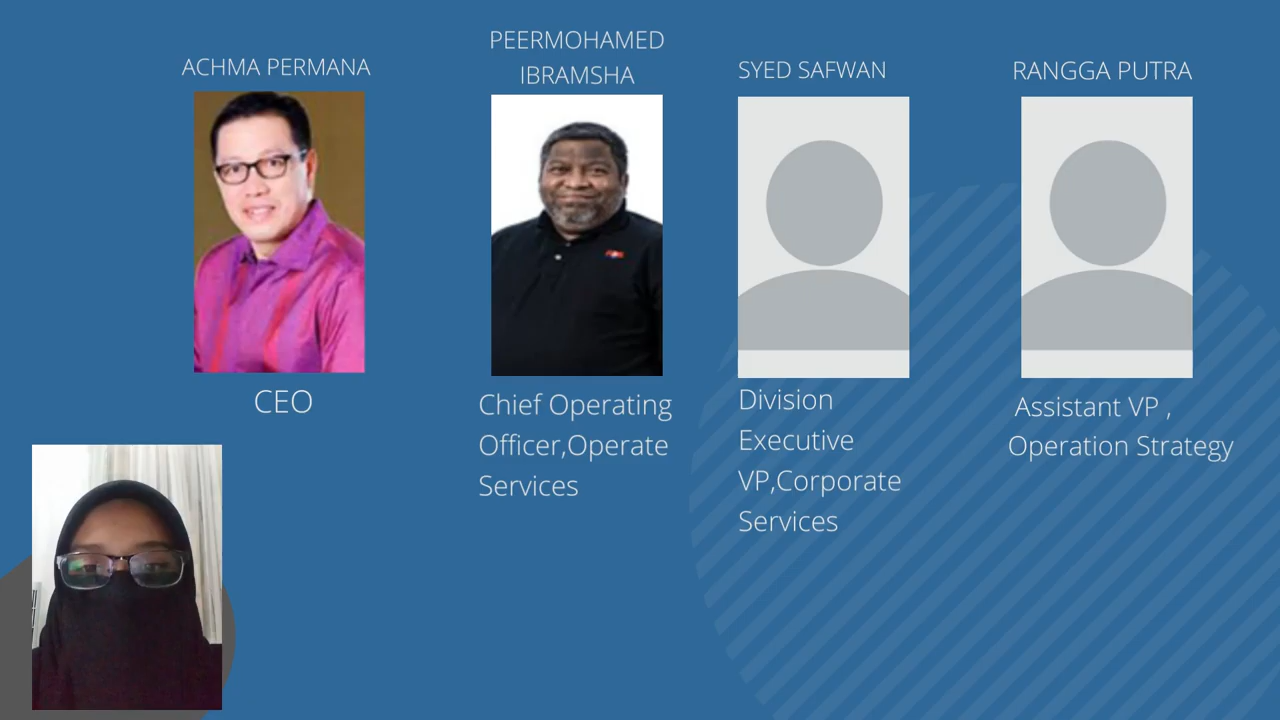 ACHMA PERMANA
CEO
PEERMOHAMED
IBRAMSHA
Chief Operating
Officer,Operate
Services
SYED SAFWAN
Division
Executive
VP,Corporate
Services
RANGGA PUTRA
Assistant VP ,
Operation Strategy